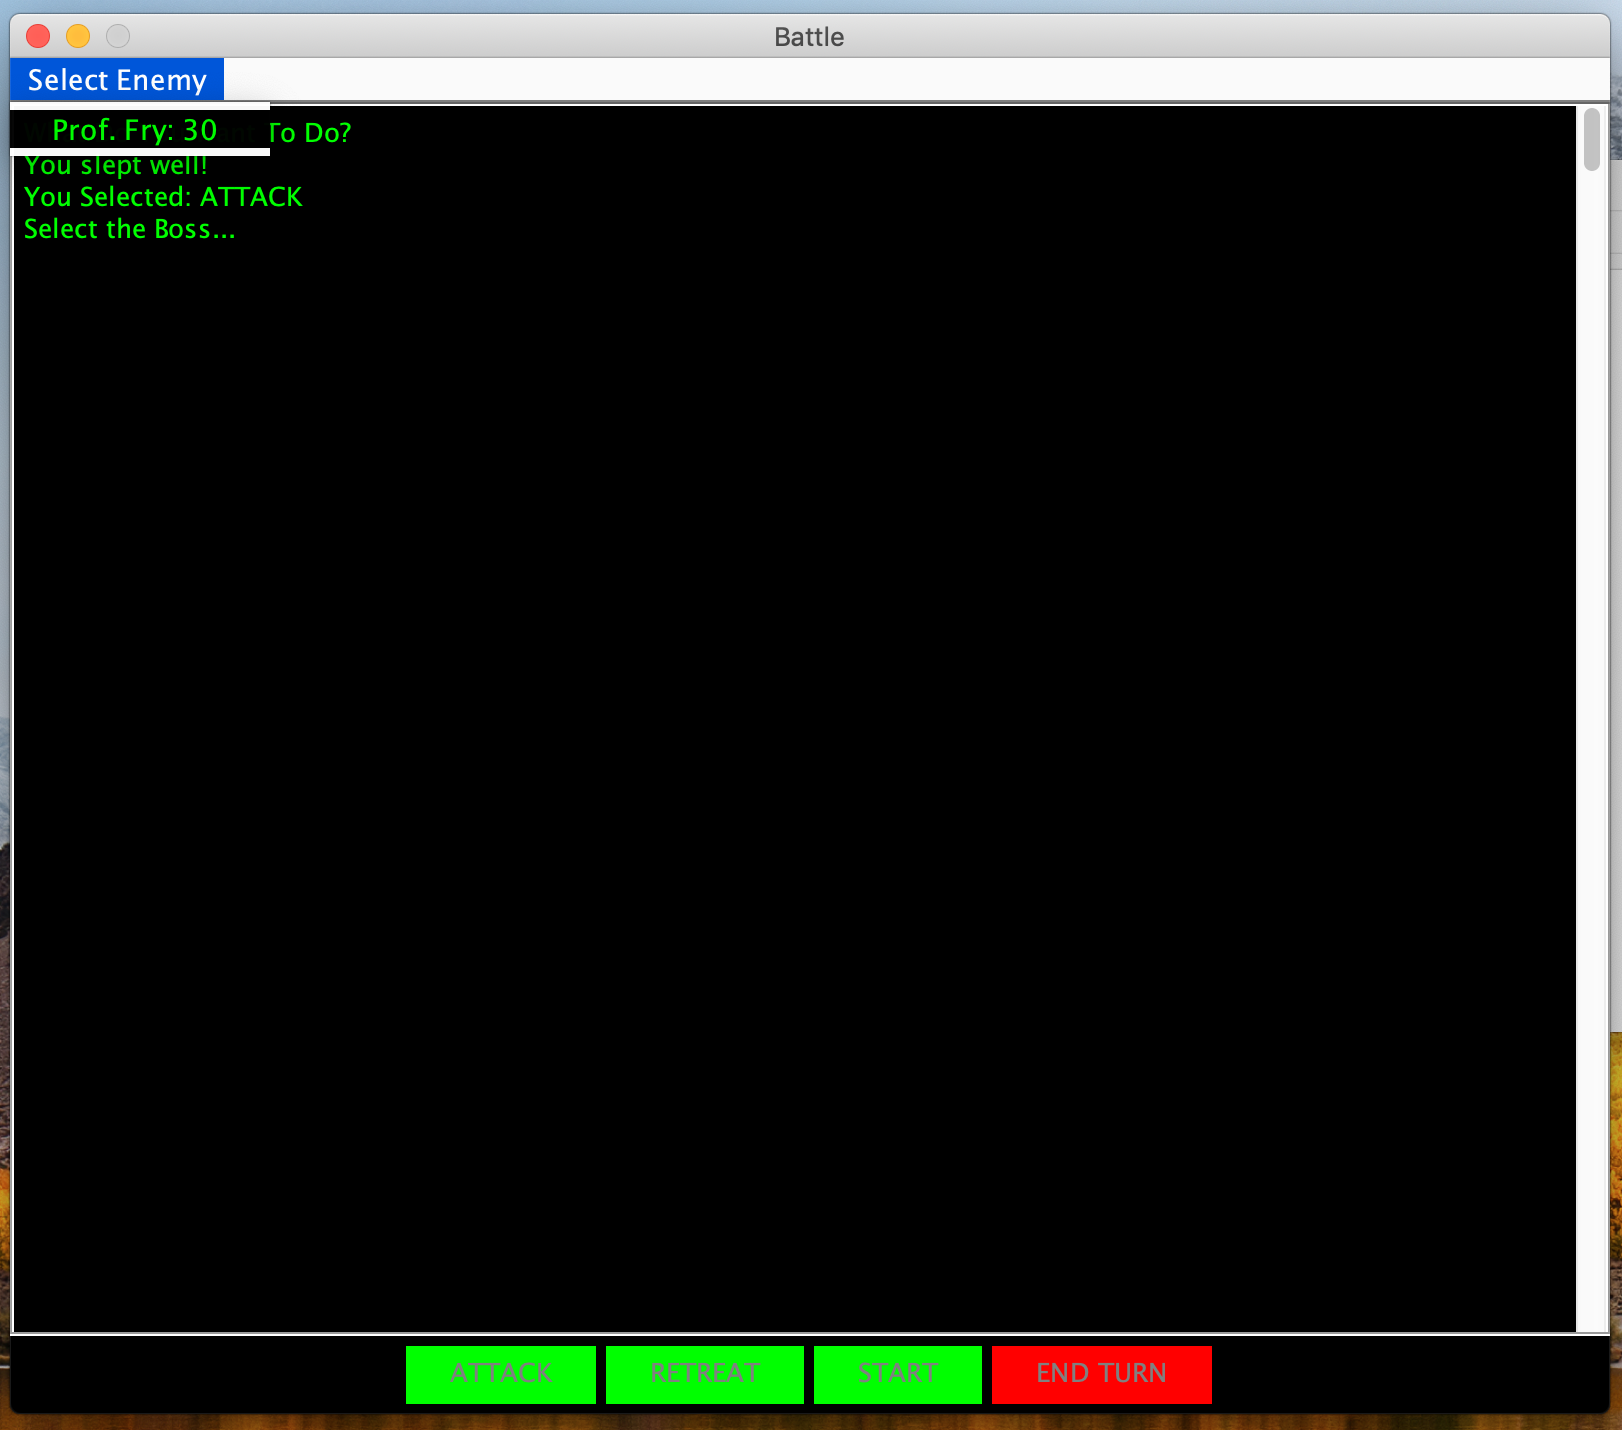 Battle
Select Enemy
Prof. Fry: 30
To Do?
You slept well!
You Selected: ATTACK
Select the Boss...
ATTACK
RETREAT
START
END TURN